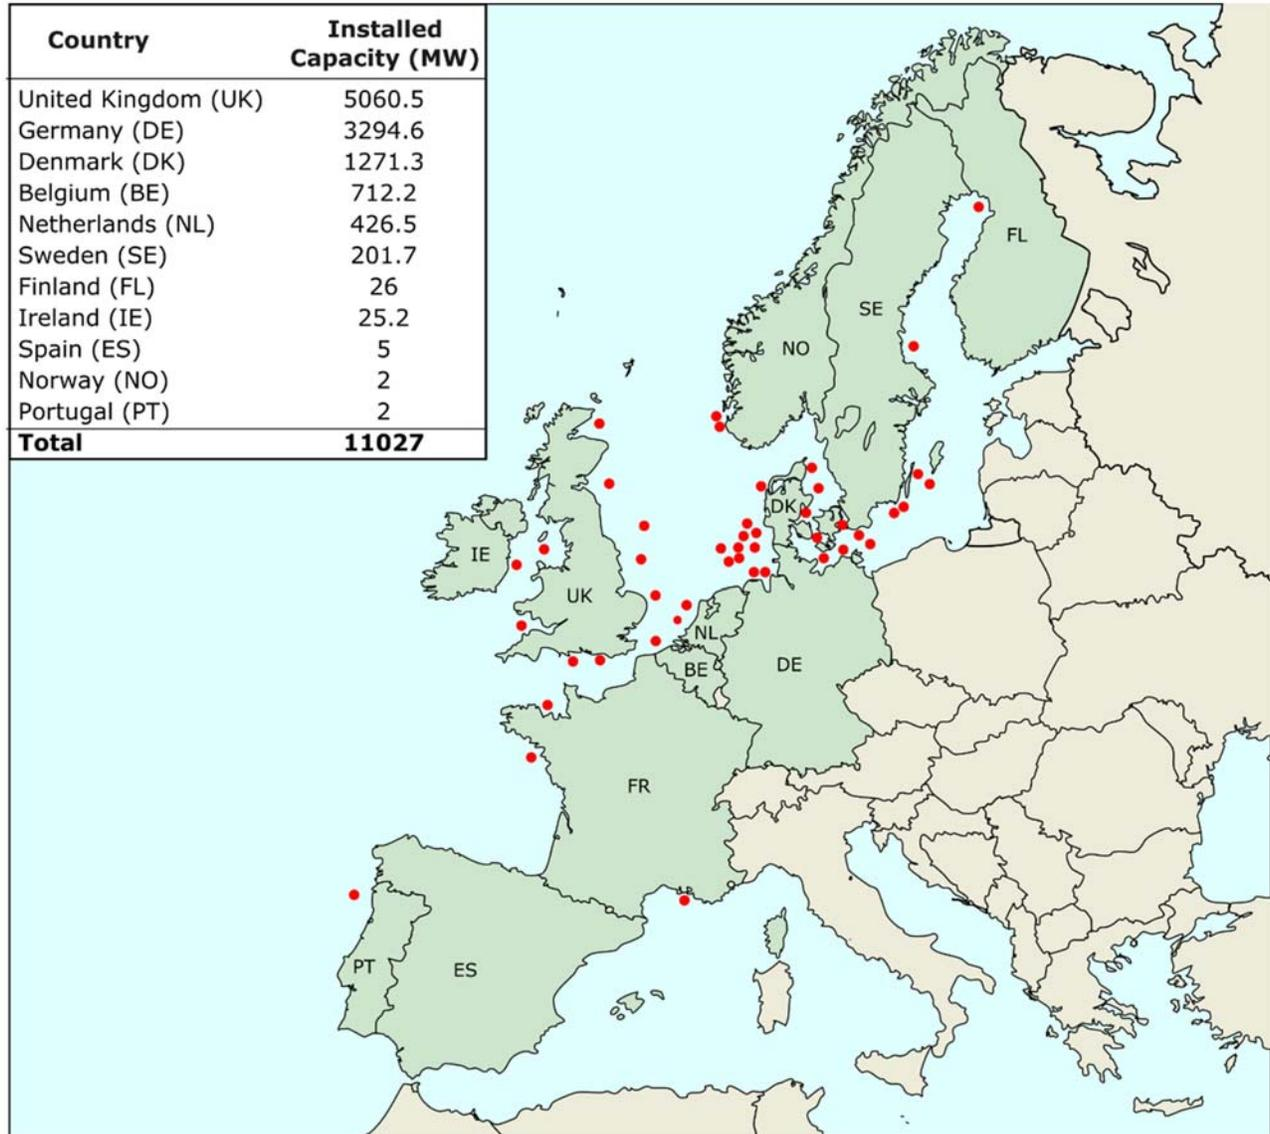 Country Installed Capacity (MW)
United Kingdom (UK) 5060.5
Germany (DE) 3294.6
Denmark (DK) 1271.3
Belgium (BE) 712.2
Netherlands (NL) 426.5
Sweden (SE) 201.7
Finland (FL) 26
Ireland (IE) 25.2
Spain (ES) 5
Norway (NO) 2
Portugal (PT) 2
Total 11027
FL
SE
NO
DK
IE
UK
NL
BE
DE
FR
PT
ES